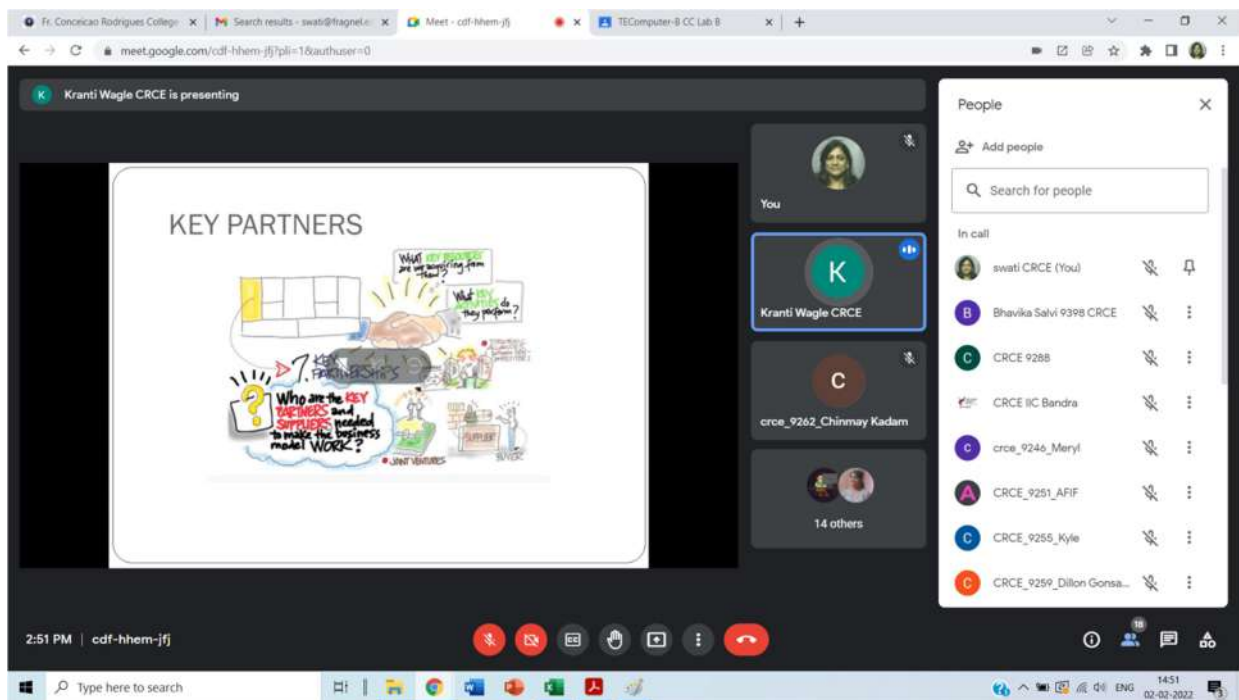 Fr. Conceicao Rodrigues College
Search results - swati@fragnel.e
Meet - cdf-hhem-jfj
TEComputer-B CC Lab B
meet.google.com/cdf-hhem-jfj?pli=1&authuser=0
K
Kranti Wagle CRCE is presenting
KEY PARTNERS
WHAT KEY RESOURCES
are we acquiring from
them?
What KEY
ACTIVITIES do
they perform?
7. KEY
PARTNERSHIPS
?
Who are the KEY
PARTNERS and
SUPPLIERS needed
to make the business
model WORK?
JOINT VENTURES
SUPPLIER
BUYER
You
K
Kranti Wagle CRCE
C
crce_9262_Chinmay Kadam
14 others
People
Add people
Search for people
In call
swati CRCE (You)
B
Bhavika Salvi 9398 CRCE
C
CRCE 9288
CRCE IIC Bandra
c
crce_9246_Meryl
A
CRCE_9251_AFIF
C
CRCE_9255_Kyle
C
CRCE_9259_Dillon Gonsa...
2:51 PM | cdf-hhem-jfj
CC
18
Type here to search
ENG
14:51
02-02-2022
3